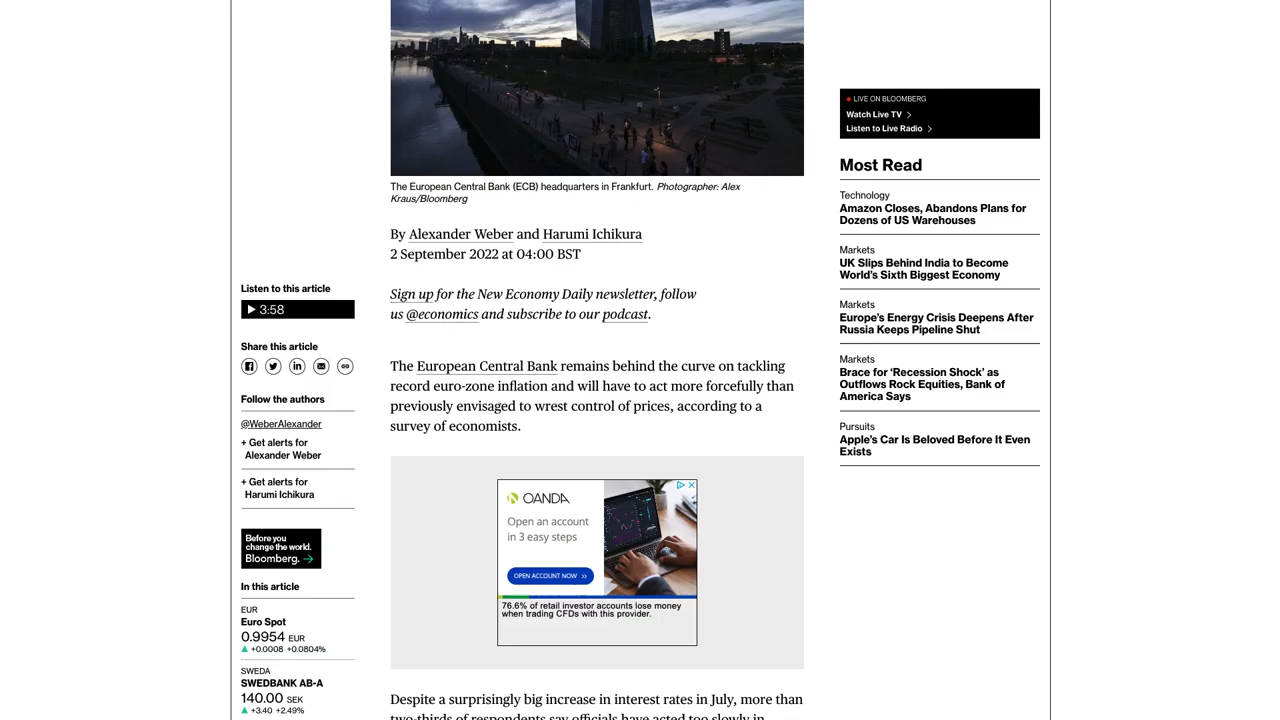 The European Central Bank (ECB) headquarters in Frankfurt. Photographer: Alex
Kraus/Bloomberg
By Alexander Weber and Harumi Ichikura
2 September 2022 at 04:00 BST
Sign up for the New Economy Daily newsletter, follow
us @economics and subscribe to our podcast.
The European Central Bank remains behind the curve on tackling
record euro-zone inflation and will have to act more forcefully than
previously envisaged to wrest control of prices, according to a
survey of economists.
OANDA
Open an account
in 3 easy steps
OPEN ACCOUNT NOW »
76.6% of retail investor accounts lose money
when trading CFDs with this provider.
Despite a surprisingly big increase in interest rates in July, more than
two-thirds of respondents say officials have acted too slowly in
Listen to this article
3:58
Share this article
Follow the authors
@WeberAlexander
+ Get alerts for
Alexander Weber
+ Get alerts for
Harumi Ichikura
Before you
change the world.
Bloomberg. →
In this article
EUR
Euro Spot
0.9954 EUR
▲ +0.0008 +0.0804%
SWEDA
SWEDBANK AB-A
140.00 SEK
▲ +3.40 +2.49%
LIVE ON BLOOMBERG
Watch Live TV >
Listen to Live Radio >
Most Read
Technology
Amazon Closes, Abandons Plans for
Dozens of US Warehouses
Markets
UK Slips Behind India to Become
World's Sixth Biggest Economy
Markets
Europe's Energy Crisis Deepens After
Russia Keeps Pipeline Shut
Markets
Brace for 'Recession Shock' as
Outflows Rock Equities, Bank of
America Says
Pursuits
Apple's Car Is Beloved Before It Even
Exists